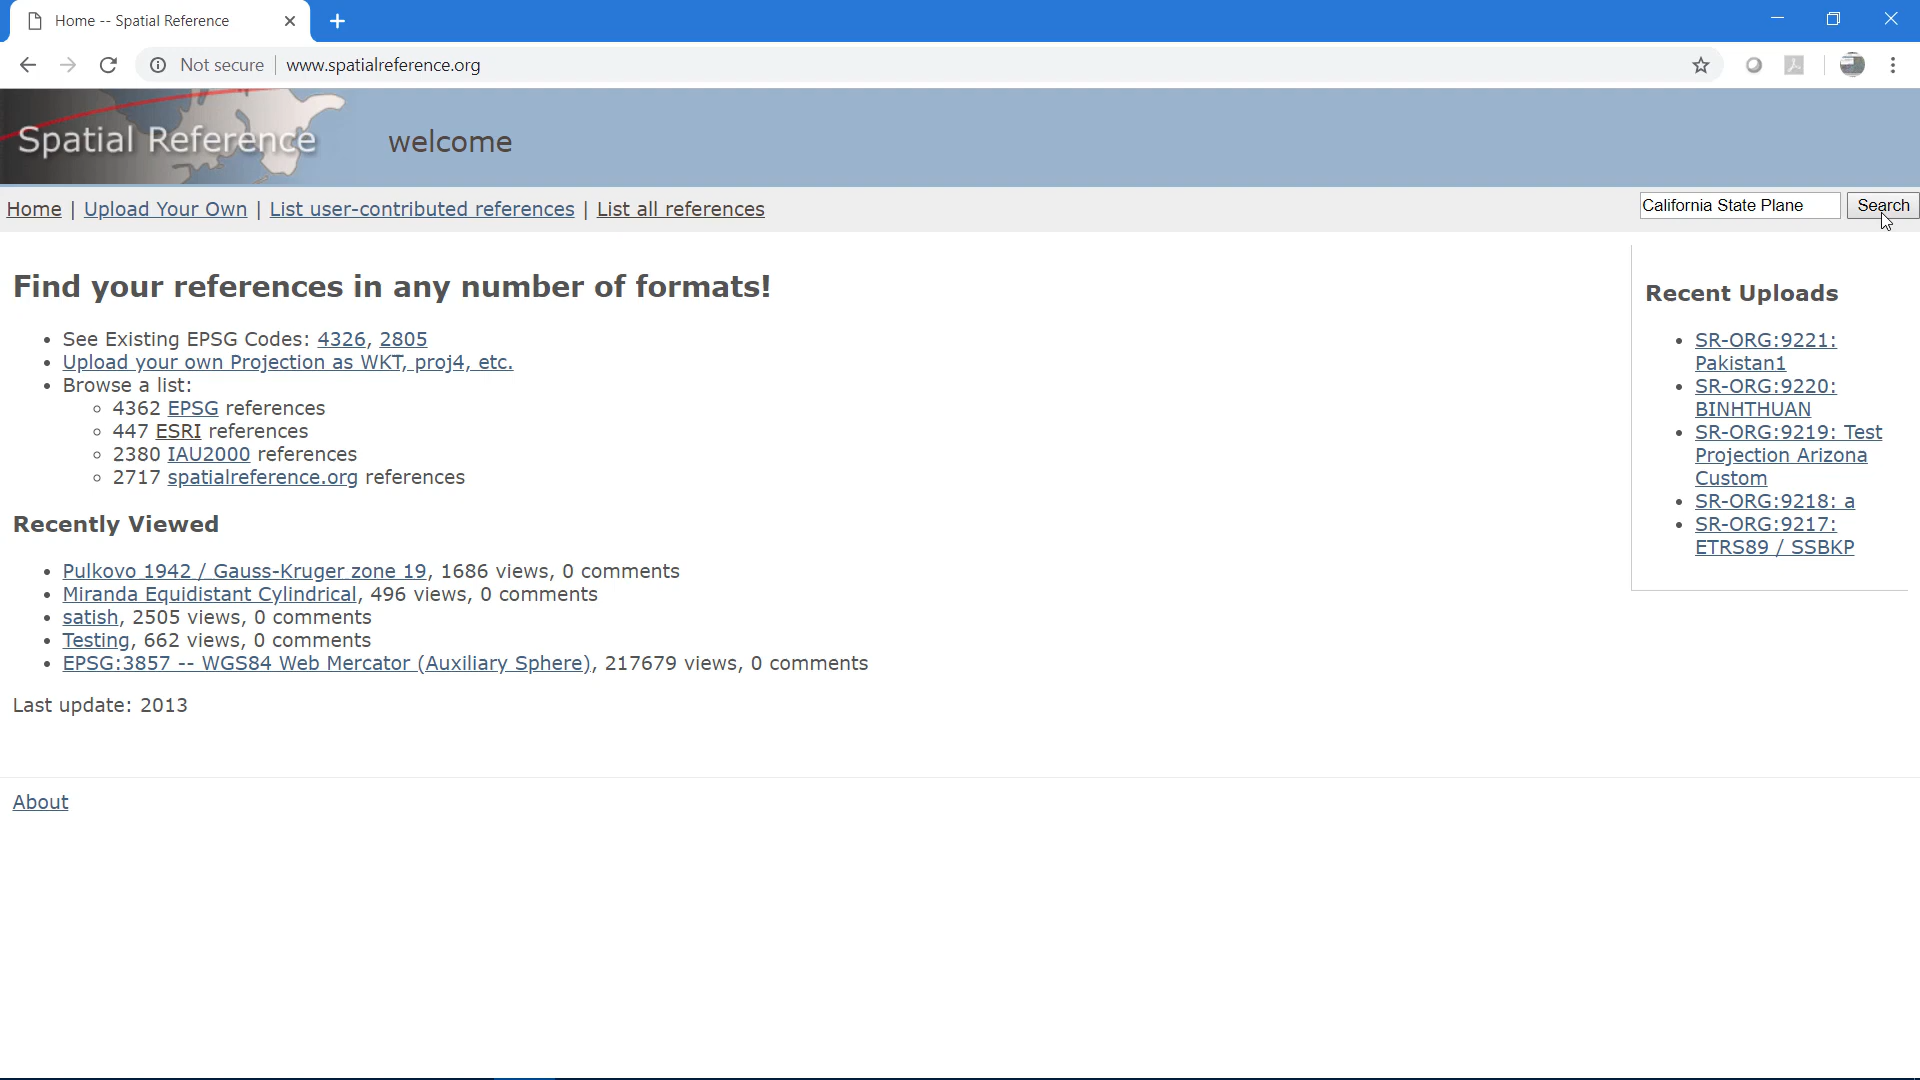 Home -- Spatial Reference
Not secure
www.spatialreference.org
Spatial Reference
welcome
Home | Upload Your Own | List user-contributed references | List all references
California State Plane
Search
Find your references in any number of formats!
See Existing EPSG Codes: 4326, 2805
Upload your own Projection as WKT, proj4, etc.
Browse a list:
4362 EPSG references
447 ESRI references
2380 IAU2000 references
2717 spatialreference.org references
Recently Viewed
Pulkovo 1942 / Gauss-Kruger zone 19, 1686 views, 0 comments
Miranda Equidistant Cylindrical, 496 views, 0 comments
satish, 2505 views, 0 comments
Testing, 662 views, 0 comments
EPSG:3857 -- WGS84 Web Mercator (Auxiliary Sphere), 217679 views, 0 comments
Last update: 2013
Recent Uploads
SR-ORG:9221:
Pakistan1
SR-ORG:9220:
BINHTHUAN
SR-ORG:9219: Test
Projection Arizona
Custom
SR-ORG:9218: a
SR-ORG:9217:
ETRS89 / SSBKP
About